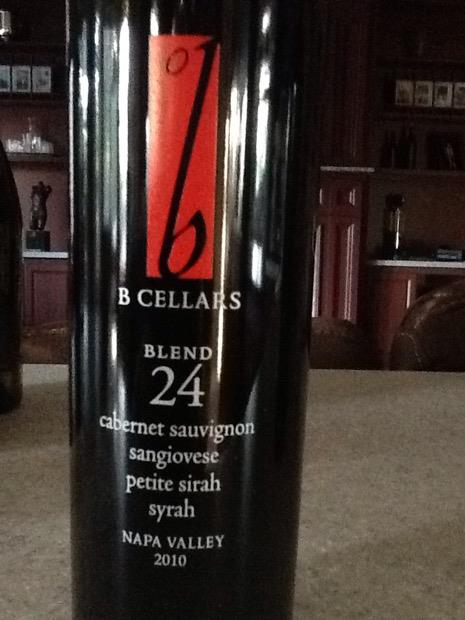 b
B CELLARS
BLEND
24
cabernet sauvignon
sangiovese
petite sirah
syrah
NAPA VALLEY
2010